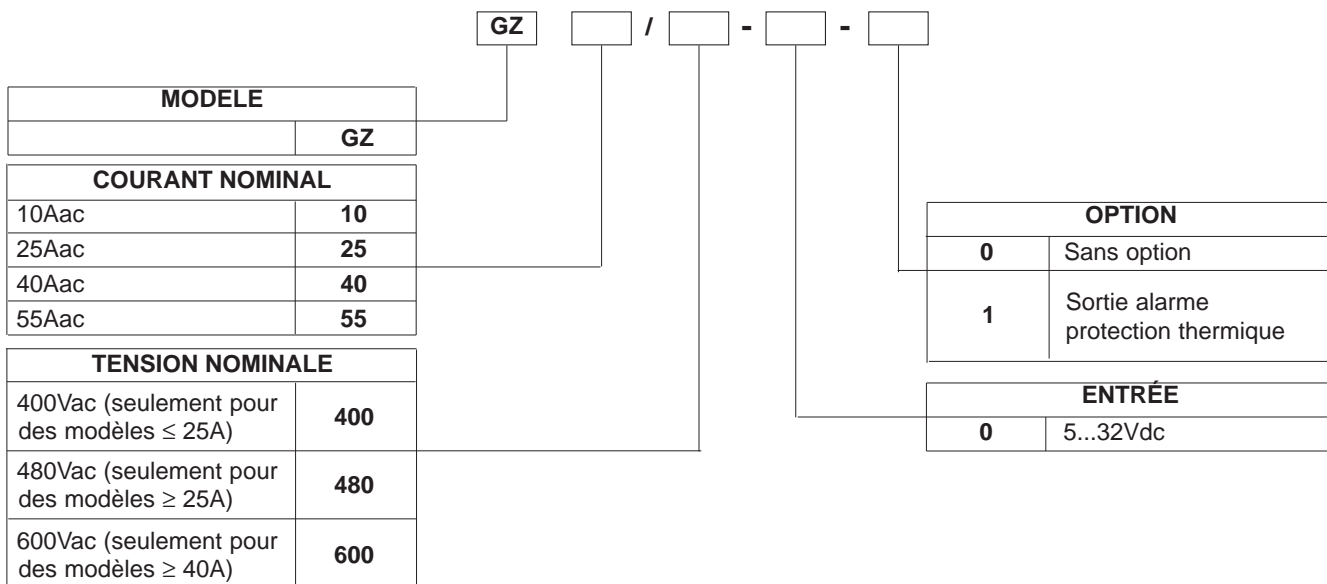 GZ / - -
MODELE
GZ
COURANT NOMINAL
10Aac 10
25Aac 25
40Aac 40
55Aac 55
TENSION NOMINALE
400Vac (seulement pour
des modèles ≤ 25A) 400
480Vac (seulement pour
des modèles ≥ 25A) 480
600Vac (seulement pour
des modèles ≥ 40A) 600
OPTION
0 Sans option
1 Sortie alarme
protection thermique
ENTRÉE
0 5...32Vdc